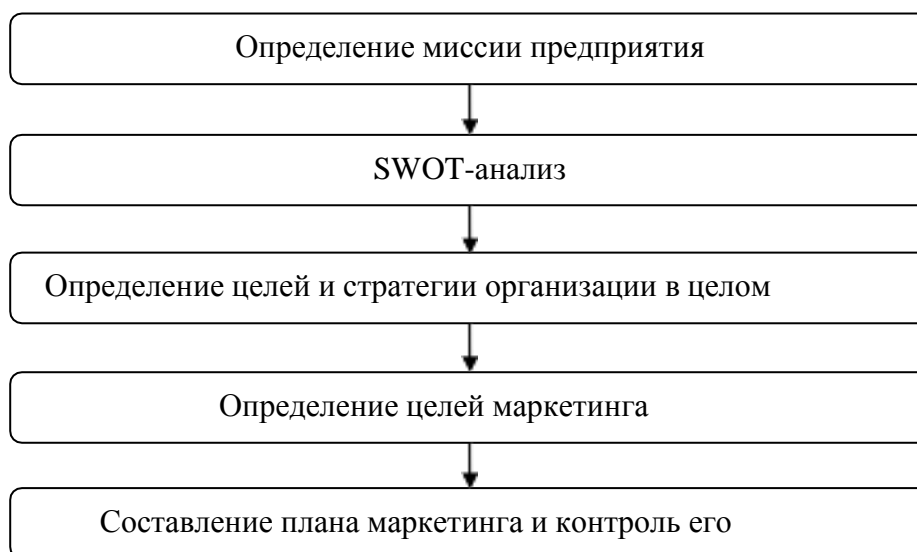 Определение миссии предприятия
SWOT-анализ
Определение целей и стратегии организации в целом
Определение целей маркетинга
Составление плана маркетинга и контроль его